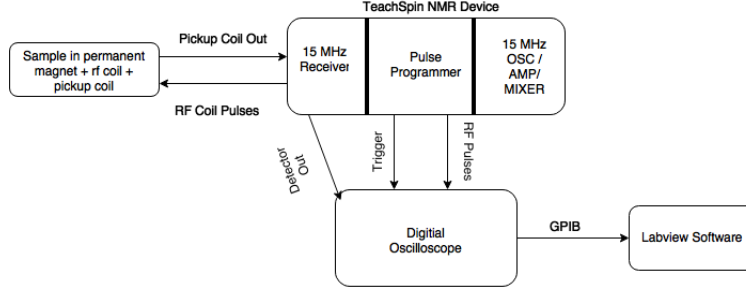 TeachSpin NMR Device
Pickup Coil Out
Sample in permanent
magnet + rf coil +
pickup coil
RF Coil Pulses
15 MHz
Receiver
Pulse
Programmer
15 MHz
OSC /
AMP/
MIXER
Detector
Out
Trigger
RF Pulses
Digitial
Oscilloscope
GPIB
Labview Software